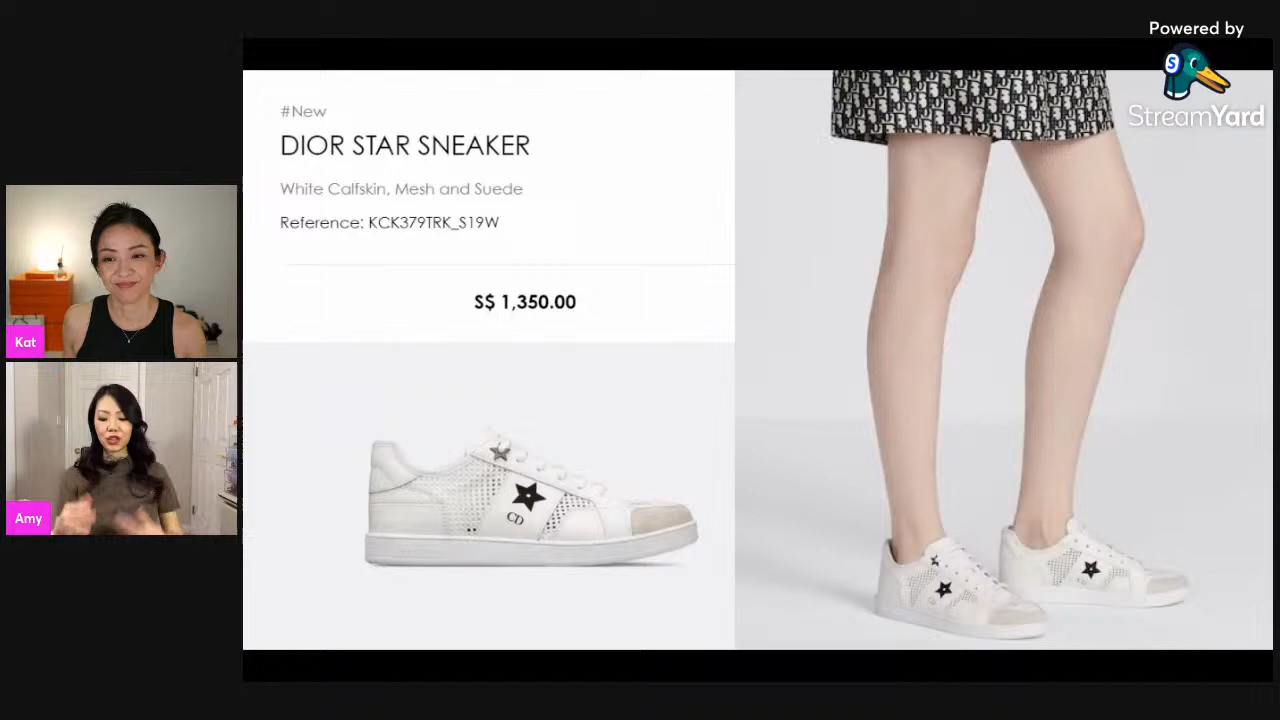 Powered by
StreamYard
#New
DIOR STAR SNEAKER
White Calfskin, Mesh and Suede
Reference: KCK379TRK_S19W
S$ 1,350.00
CD
Kat
Amy